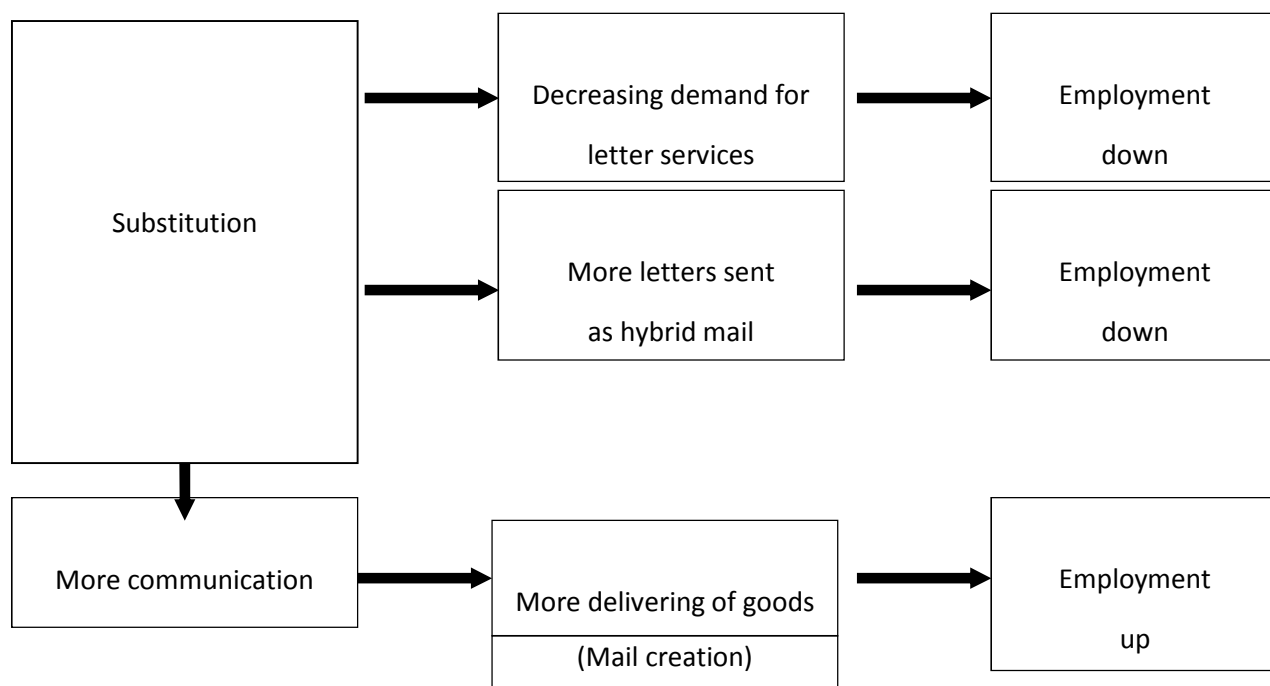 Substitution
Decreasing demand for
letter services
Employment
down
More letters sent
as hybrid mail
Employment
down
More communication
More delivering of goods
(Mail creation)
Employment
up